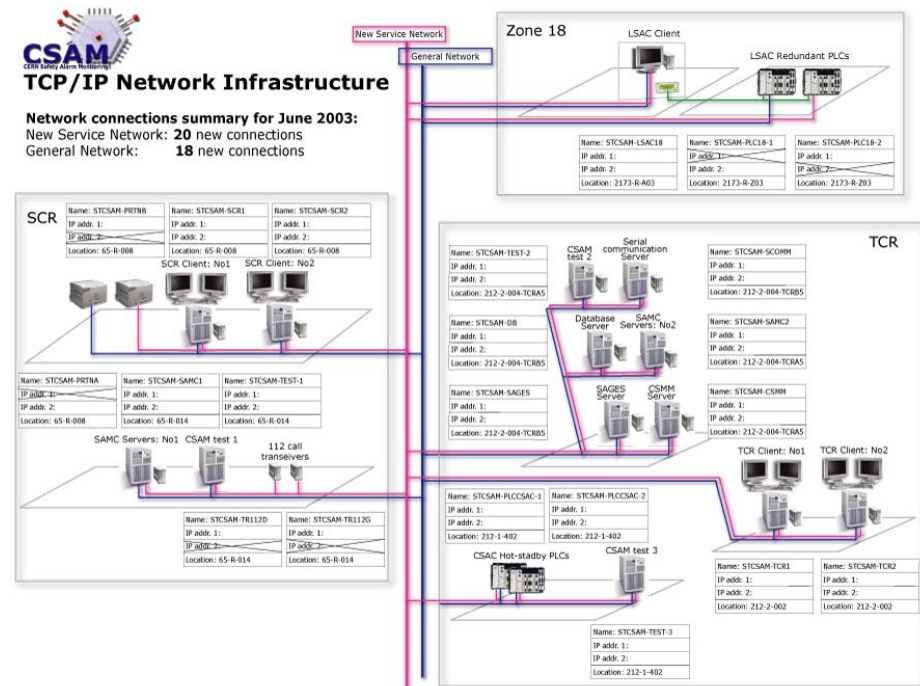 CSAM
CERN Safety Alarm Monitoring
TCP/IP Network Infrastructure
Network connections summary for June 2003:
New Service Network: 20 new connections
General Network: 18 new connections
New Service Network
General Network
Zone 18
LSAC Client
LSAC Redundant PLCs
Name: STCSAM-LSAC18
IP addr. 1:
IP addr. 2:
Location: 2173-R-A03
Name: STCSAM-PLC18-1
IP addr. 1:
IP addr. 2:
Location: 2173-R-Z03
Name: STCSAM-PLC18-2
IP addr. 1:
IP addr. 2:
Location: 2173-R-Z03
SCR
Name: STCSAM-PRTNB
IP addr. 1:
IP addr. 2:
Location: 65-R-008
Name: STCSAM-SCR1
IP addr. 1:
IP addr. 2:
Location: 65-R-008
Name: STCSAM-SCR2
IP addr. 1:
IP addr. 2:
Location: 65-R-008
SCR Client: No1
SCR Client: No2
Name: STCSAM-PRTNA
IP addr. 1:
IP addr. 2:
Location: 65-R-008
Name: STCSAM-SAMC1
IP addr. 1:
IP addr. 2:
Location: 65-R-014
Name: STCSAM-TEST-1
IP addr. 1:
IP addr. 2:
Location: 65-R-014
SAMC Servers: No1
CSAM test 1
112 call
transeivers
Name: STCSAM-TR112D
IP addr. 1:
IP addr. 2:
Location: 65-R-014
Name: STCSAM-TR112G
IP addr. 1:
IP addr. 2:
Location: 65-R-014
TCR
Name: STCSAM-TEST-2
IP addr. 1:
IP addr. 2:
Location: 212-2-004-TCRA5
CSAM
test 2
Serial
communication
Server
Name: STCSAM-SCOMM
IP addr. 1:
IP addr. 2:
Location: 212-2-004-TCRB5
Name: STCSAM-DB
IP addr. 1:
IP addr. 2:
Location: 212-2-004-TCRB5
Database
Server
SAMC
Servers: No2
Name: STCSAM-SAMC2
IP addr. 1:
IP addr. 2:
Location: 212-2-004-TCRA5
Name: STCSAM-SAGES
IP addr. 1:
IP addr. 2:
Location: 212-2-004-TCRB5
SAGES
Server
CSMM
Server
Name: STCSAM-CSMM
IP addr. 1:
IP addr. 2:
Location: 212-2-004-TCRA5
TCR Client: No1
TCR Client: No2
Name: STCSAM-PLCCSAC-1
IP addr. 1:
IP addr. 2:
Location: 212-1-402
Name: STCSAM-PLCCSAC-2
IP addr. 1:
IP addr. 2:
Location: 212-1-402
CSAC Hot-stadby PLCs
CSAM test 3
Name: STCSAM-TCR1
IP addr. 1:
IP addr. 2:
Location: 212-2-002
Name: STCSAM-TCR2
IP addr. 1:
IP addr. 2:
Location: 212-2-002
Name: STCSAM-TEST-3
IP addr. 1:
IP addr. 2:
Location: 212-1-402